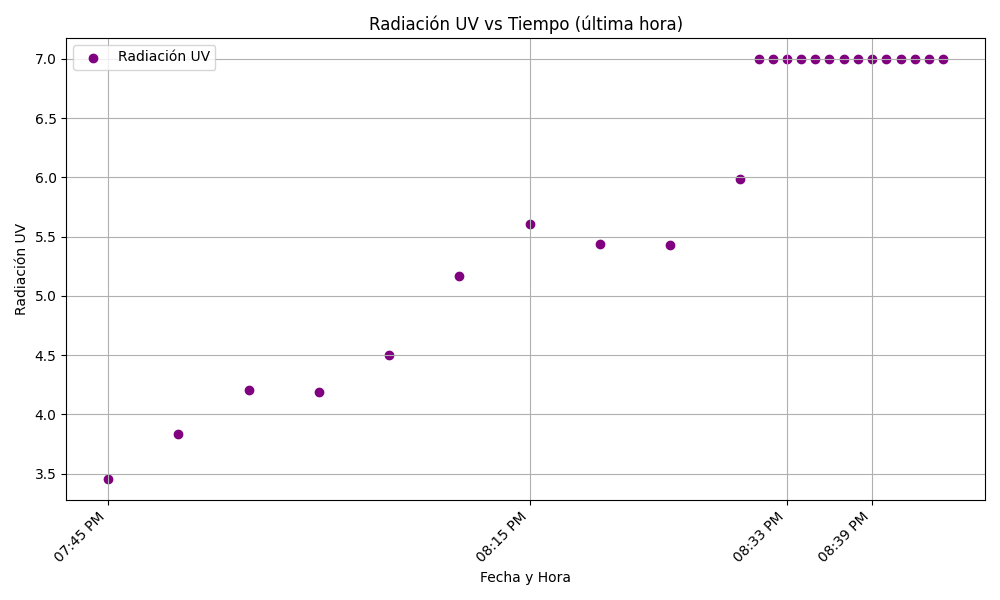 Radiación UV vs Tiempo (última hora)
Radiación UV
7.0
6.5
6.0
5.5
5.0
4.5
4.0
3.5
Radiación UV
07:45 PM
08:15 PM
08:33 PM
08:39 PM
Fecha y Hora